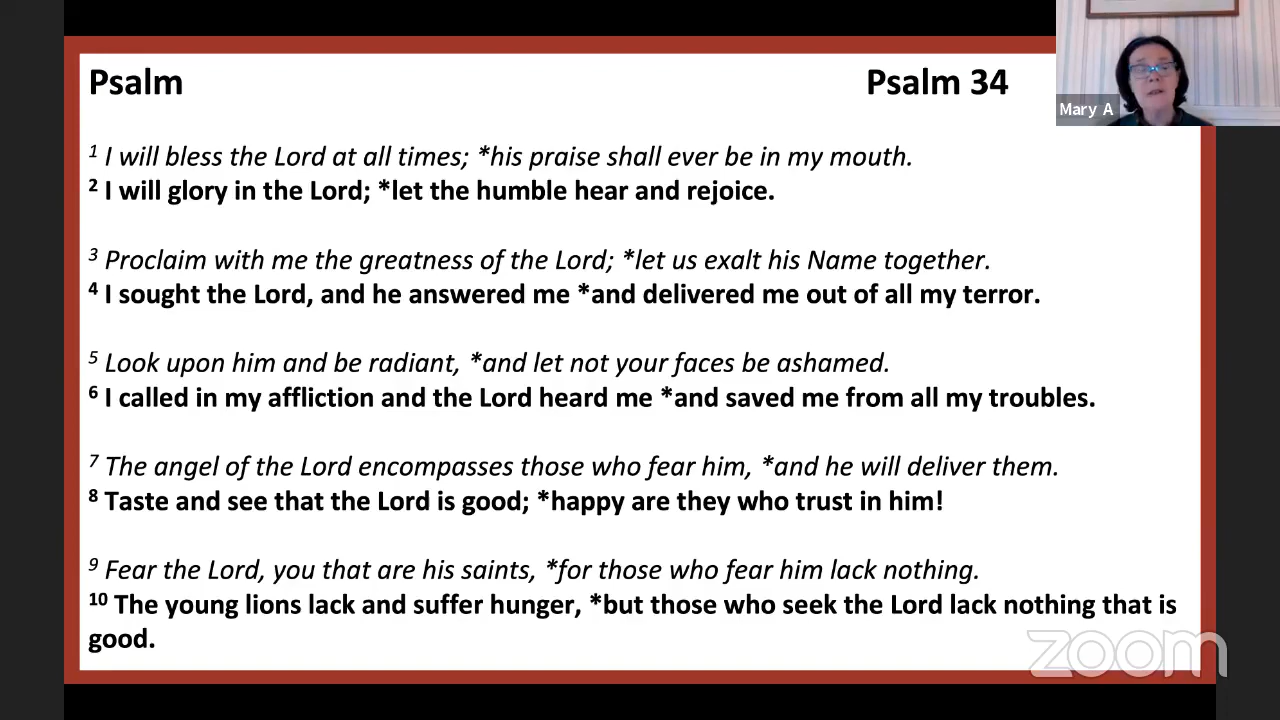 Psalm Psalm 34
Mary A
1 I will bless the Lord at all times; *his praise shall ever be in my mouth.
2 I will glory in the Lord; *let the humble hear and rejoice.
3 Proclaim with me the greatness of the Lord; *let us exalt his Name together.
4 I sought the Lord, and he answered me *and delivered me out of all my terror.
5 Look upon him and be radiant, *and let not your faces be ashamed.
6 I called in my affliction and the Lord heard me *and saved me from all my troubles.
7 The angel of the Lord encompasses those who fear him, *and he will deliver them.
8 Taste and see that the Lord is good; *happy are they who trust in him!
9 Fear the Lord, you that are his saints, *for those who fear him lack nothing.
10 The young lions lack and suffer hunger, *but those who seek the Lord lack nothing that is
good.
zoom